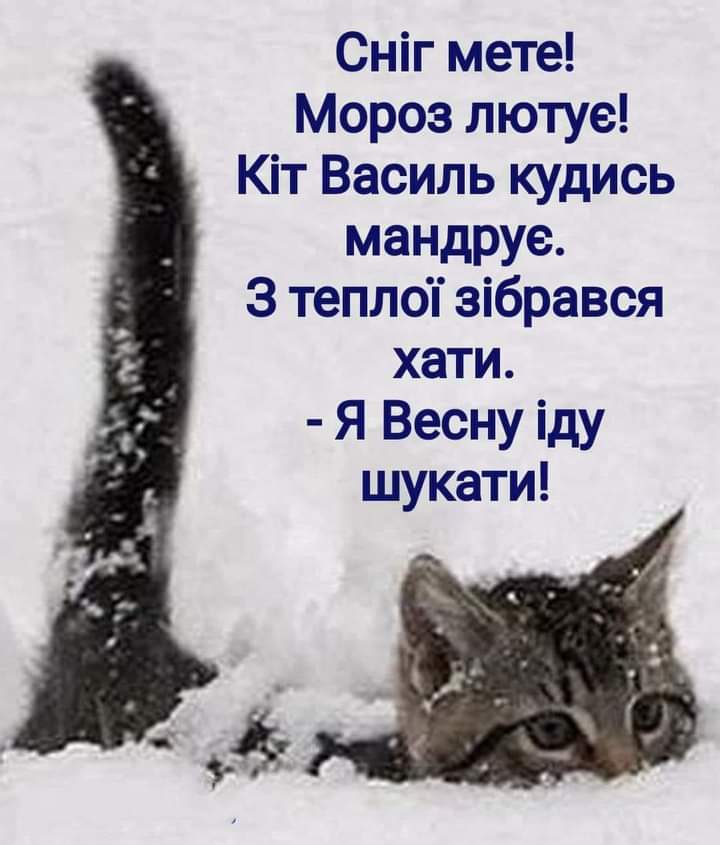 Сніг мете!
Мороз лютує!
Кіт Василь кудись
мандрує.
З теплої зібрався
хати.
- Я Весну іду
шукати!